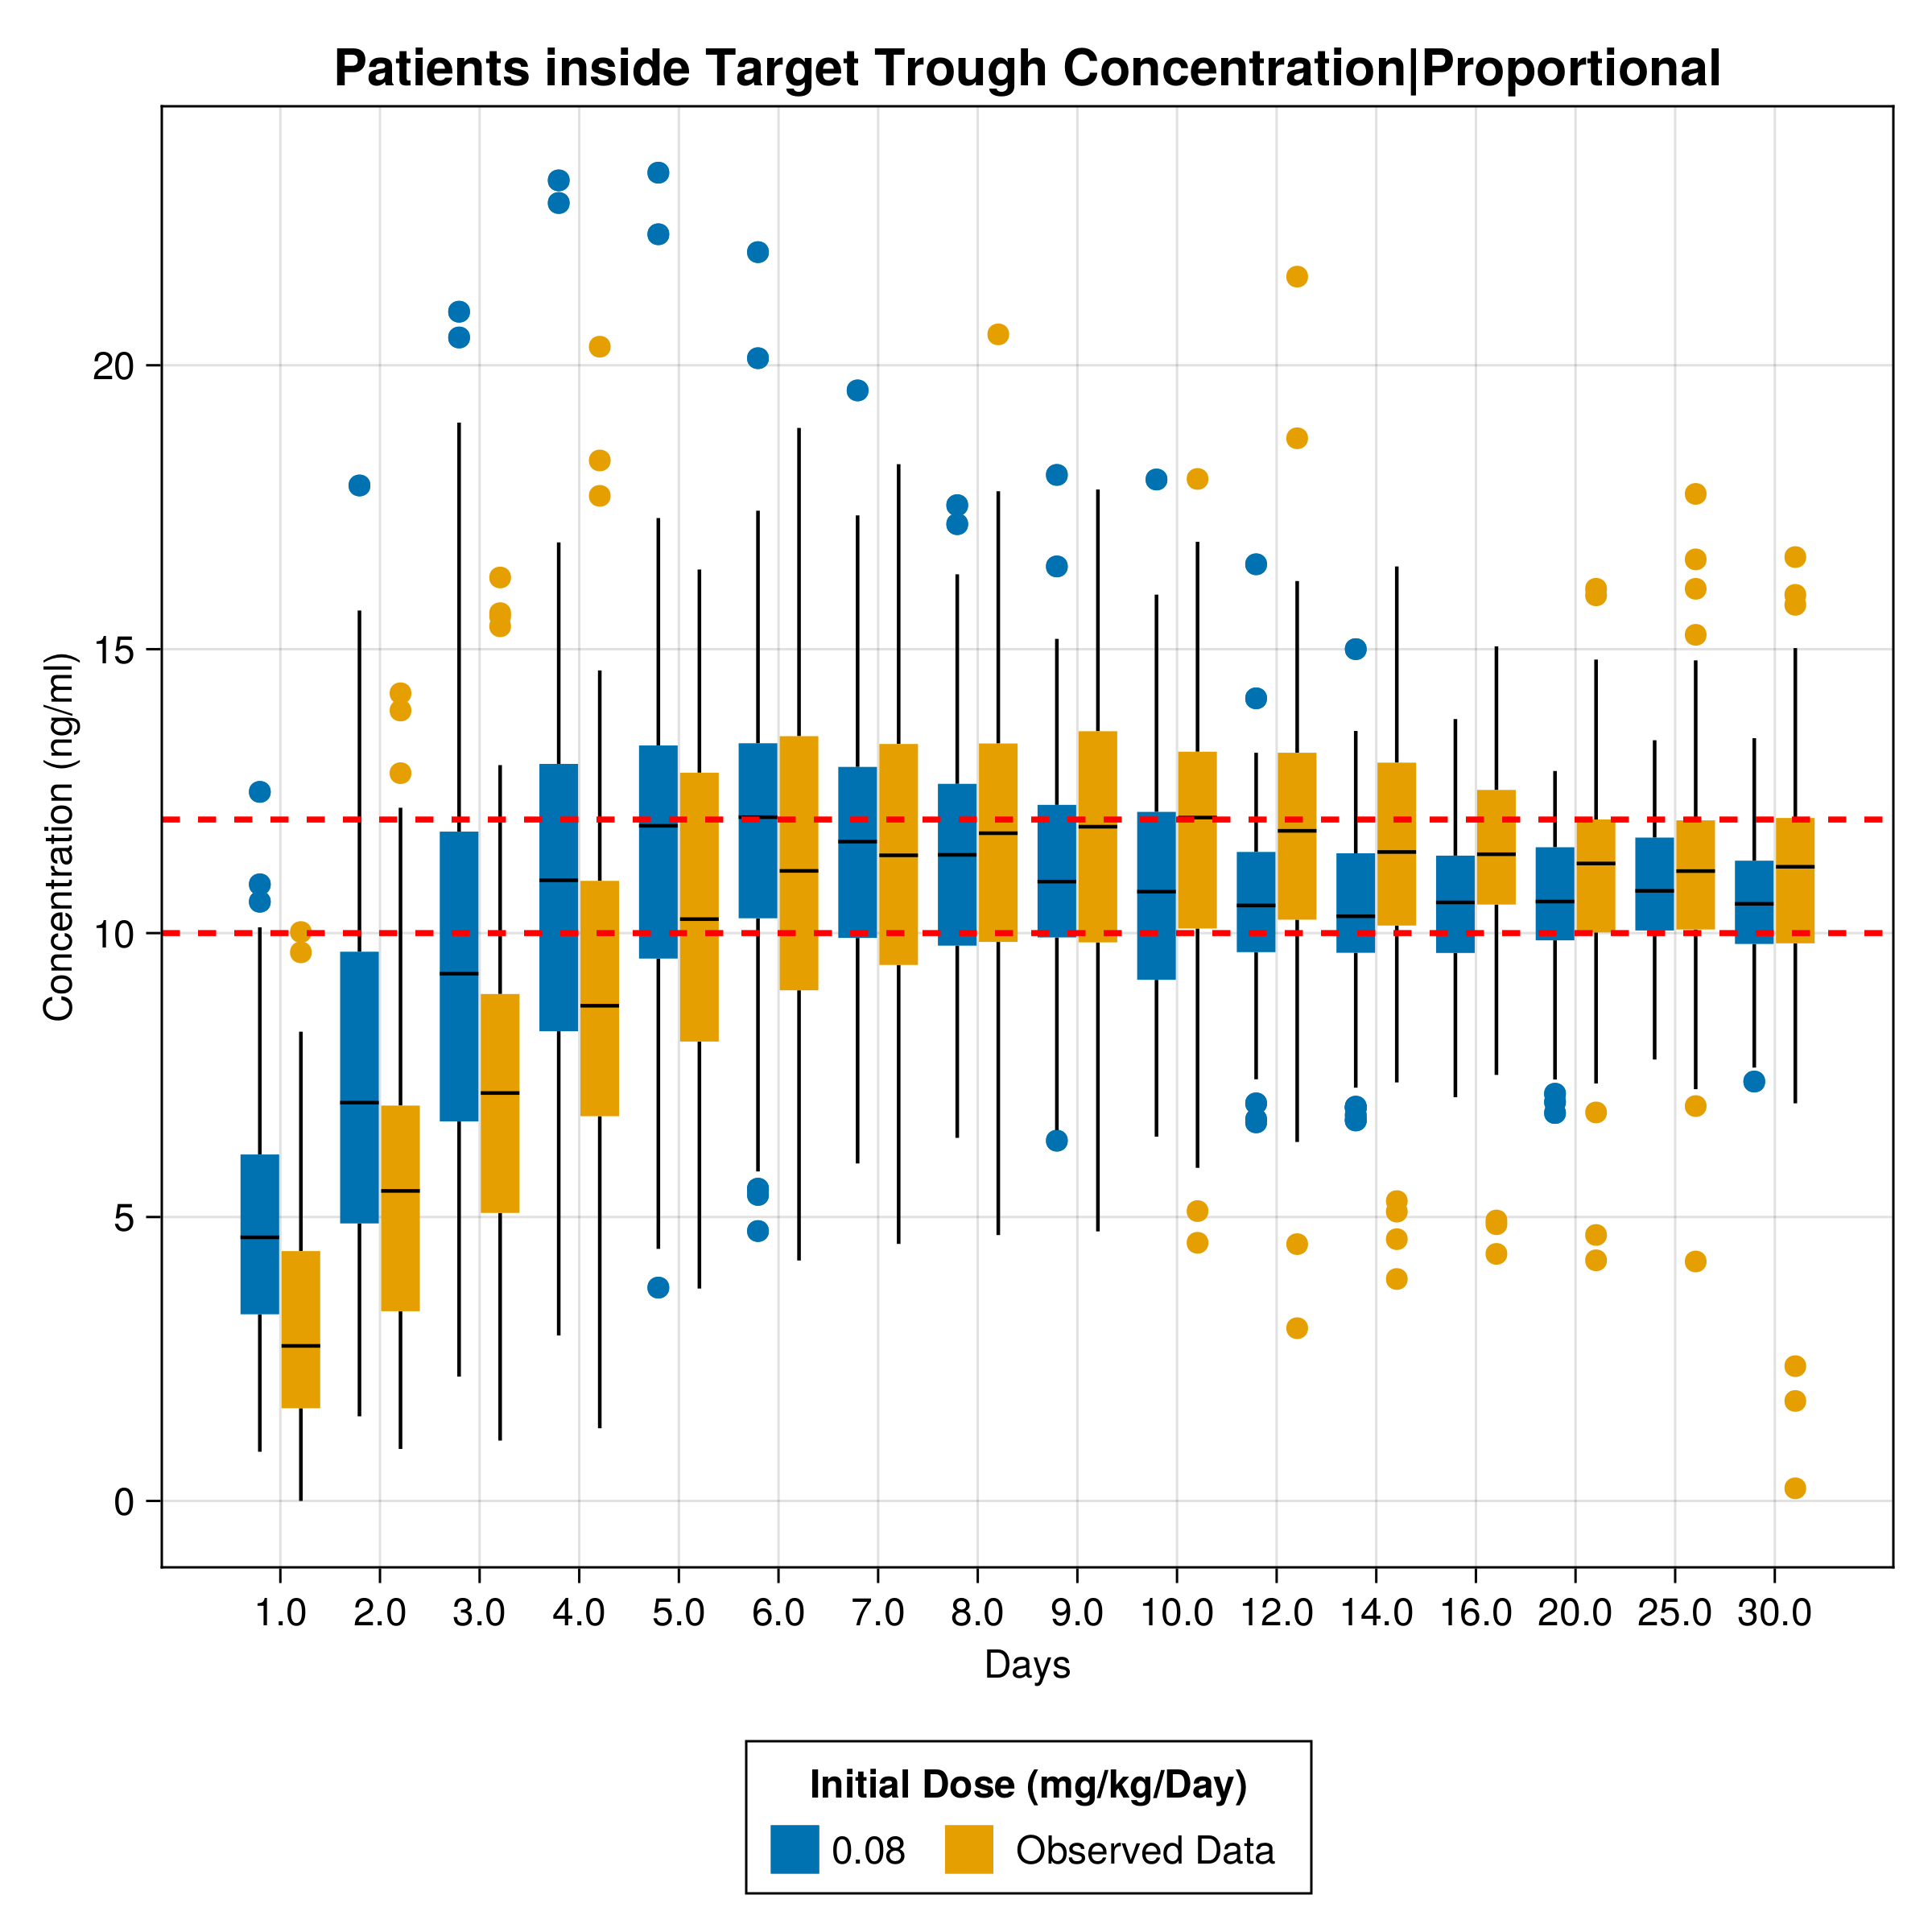 Patients inside Target Trough Concentration|Proportional
Concentration (ng/ml)
20
15
10
5
0
1.0 2.0 3.0 4.0 5.0 6.0 7.0 8.0 9.0 10.0 12.0 14.0 16.0 20.0 25.0 30.0
Days
Initial Dose (mg/kg/Day)
0.08 Observed Data